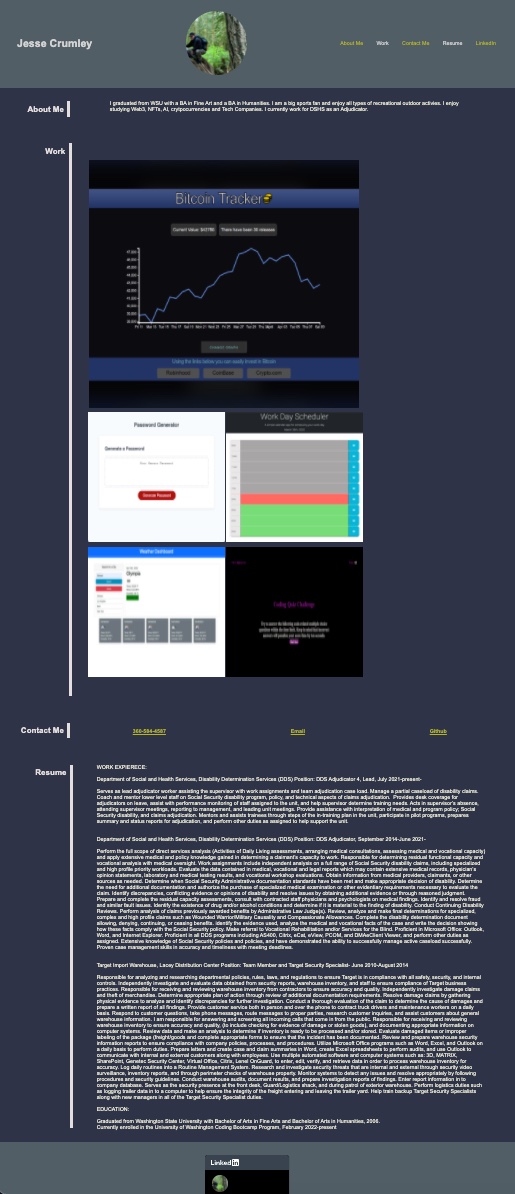 Jesse Crumley
About Me
Work
Contact Me
Resume
LinkedIn
About Me
I graduated from WSU with a BA in Fine Art and a BA in Humanities. I am a big sports fan and enjoy all types of recreational outdoor activies. I enjoy
studying Web3, NFTs, AI, crytpocurrencies and Tech Companies. I currently work for DSHS as an Adjudicator.
Work
Bitcoin Tracker
Using the links below you can easily invest in Bitcoin.
Robinhood
CoinBase
Crypto.com
Password Generator
Generate a Password
Generate Password
Work Day Scheduler
Weather Dashboard
Olympia
Coding Quiz Challenge
Contact Me
360-584-4587
Email
Github
Resume
WORK EXPIERECE:
Department of Social and Health Services, Disability Determination Services (DDS) Position: DDS Adjudicator 4, Lead, July 2021-present-
Serves as lead adjudicator worker assisting the supervisor with work assignments and team adjudication case load. Manage a partial caseload of disability claims.
Coach and mentor lower level staff on Social Security disability program, policy, and technical aspects of claims adjudication. Provides desk coverage for
adjudicators on leave, assist with performance monitoring of staff assigned to the unit, and help supervisor determine training needs. Acts in supervisor's absence,
attending supervisor meetings, reporting to management, and leading unit meetings. Provide assistance with interpretation of medical program and policy; Social
Security disability, and claims adjudication. Mentors and assists trainees through steps of the in-training plan in the unit, participate in pilot programs, prepares
summary and status reports for adjudication, and perform other duties as assigned to help support the unit.
Department of Social and Health Services, Disability Determination Services (DDS) Position: DDS Adjudicator, September 2014-June 2021-
Perform the full scope of direct services analysis (Activities of Daily Living assessments, arranging medical consultations, assessing medical and vocational capacity)
and apply extensive medical and policy knowledge gained in determining a claimant's capacity to work. Responsible for determining residual functional capacity and
vocational analysis with medical oversight. Work assignments include independent analysis on a full range of Social Security disability claims, including specialized
and high profile priority workloads. Evaluate the data contained in medical, vocational and legal reports which may contain extensive medical records, physician's
opinion statements, laboratory and medical testing results, and vocational workshop evaluations. Obtain information from medical providers, claimants, or other
sources as needed. Determine when Social Security Administrative documentation standards have been met and make appropriate decision of disability. Determine
the need for additional documentation and authorize the purchase of specialized medical examination or other evidentiary requirements necessary to evaluate the
claim. Identify discrepancies, conflicting evidence or opinions of disability and resolves issues by obtaining additional evidence or through reasoned judgment.
Prepare and complete the residual capacity assessments, consult with contracted staff physicians and psychologists on medical findings. Identify and resolve fraud
and similar fault issues. Identify the existence of drug and/or alcohol conditions and determine if it is material to the finding of disability. Conduct Continuing Disability
Reviews. Perform analysis of claims previously awarded benefits by Administrative Law Judge(s). Review, analyze and make final determinations for specialized,
complex and high profile claims such as Wounded Warrior/Military Causality and Compassionate Allowances. Complete the disability determination document
allowing, denying, continuing, or ceasing benefits. Identify the evidence used, analyze the medical and vocational facts of the case and write the decision showing
how these facts comply with the Social Security policy. Make referral to Vocational Rehabilitation and/or Services for the Blind. Proficient in Microsoft Office: Outlook,
Word, and Internet Explorer. Proficient in all DDS programs including AS400, Citrix, eCat, eView, PCOM, and DMAeClient Viewer, and perform other duties as
assigned. Extensive knowledge of Social Security policies and policies, and have demonstrated the ability to successfully manage active caseload successful.
Proven case management skills in accuracy and timeliness with meeting deadlines.
Target Import Warehouse, Lacey Distribution Center Position: Team Member and Target Security Specialist- June 2010-August 2014
Responsible for analyzing and researching departmental policies, rules, laws, and regulations to ensure Target is in compliance with all safety, security, and internal
controls. Independently investigate and evaluate data obtained from security reports, warehouse inventory, and staff to ensure compliance of Target business
practices. Responsible for receiving and reviewing warehouse inventory from contractors to ensure accuracy and quality. Independently investigate damage claims
and theft of merchandise. Determine appropriate plan of action through review of additional documentation requirements. Resolve damage claims by gathering
physical evidence to analyze and identify discrepancies for further investigation. Conduct a thorough evaluation of the claim to determine the cause of damages and
prepare a written report of all findings. Provide customer service both in person and over the phone to contract truck drivers and maintenance workers on a daily
basis. Respond to customer questions, take phone messages, route messages to proper parties, research customer inquiries, and assist customers about general
warehouse information. I am responsible for answering and screening all incoming calls that come in from the public. Responsible for receiving and reviewing
warehouse inventory to ensure accuracy and quality, (to include checking for evidence of damage or stolen goods), and documenting appropriate information on
computer systems. Review data and make an analysis to determine if inventory is ready to be processed and/or stored. Evaluate damaged items or improper
labeling of the package (freight/goods and complete appropriate forms to ensure that the incident has been documented. Review and prepare warehouse security
information reports to ensure compliance with company policies, processes, and procedures. Utilize Microsoft Office programs such as Word, Excel, and Outlook on
a daily basis to perform duties. Prepare letters and create case and claim summaries in Word, create Excel spreadsheets to perform audits, and use Outlook to
communicate with internal and external customers along with employees. Use multiple automated software and computer systems such as: 3D, MATRIX,
SharePoint, Genetec Security Center, Virtual Office, Citrix, Lenel OnGuard, to enter, edit, verify, and retrieve data in order to process warehouse inventory for
accuracy. Log daily routines into a Routine Management System. Research and investigate security threats that are internal and external through security video
surveillance, inventory reports, and through perimeter checks of warehouse property. Monitor systems to detect any issues and resolve appropriately by following
procedures and security guidelines. Conduct warehouse audits, document results, and prepare investigation reports of findings. Enter report information in to
company database. Serves as the security presence at the front desk, Guard/Logistics shack, and during patrol of exterior warehouse. Perform logistics duties such
as logging trailer data in to a computer to help ensure the integrity of the freight entering and leaving the trailer yard. Help train backup Target Security Specialists
along with new managers in all of the Target Security Specialist duties.
EDUCATION:
Graduated from Washington State University with Bachelor of Arts in Fine Arts and Bachelor of Arts in Humanities, 2006.
Currently enrolled in the University of Washington Coding Bootcamp Program, February 2022-present
LinkedIn